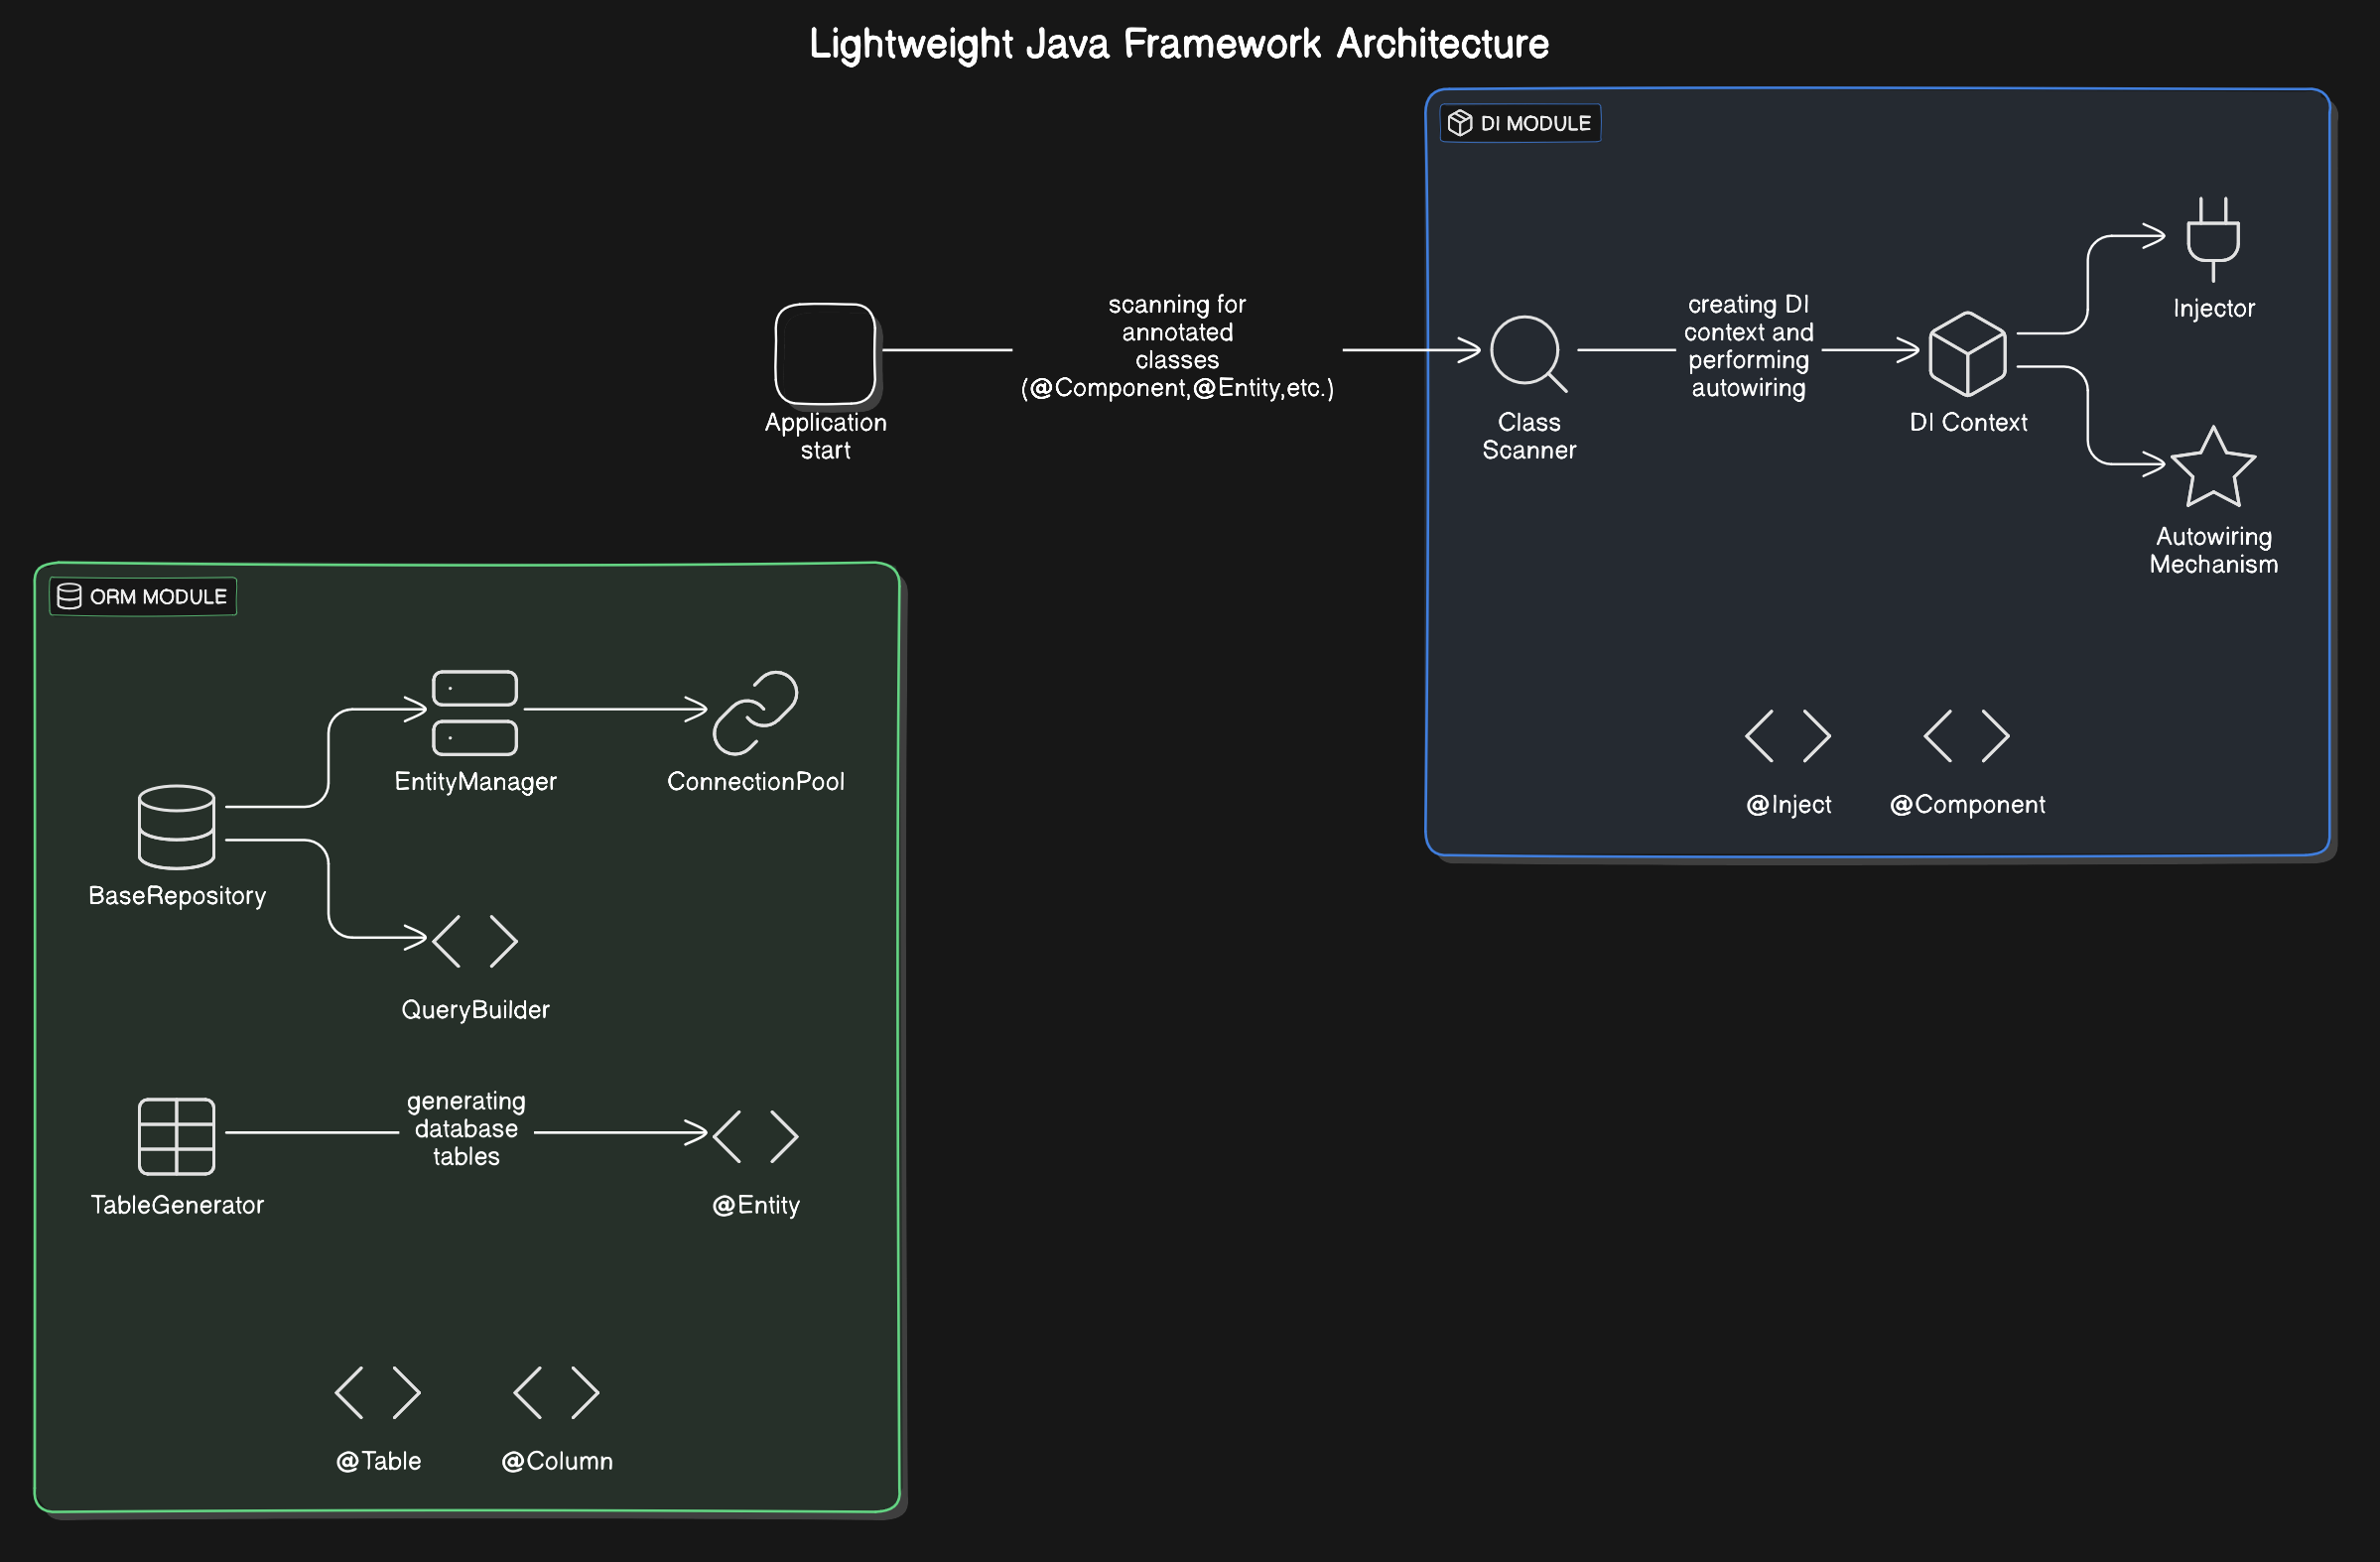 Lightweight Java Framework Architecture
DI MODULE
Injector
scanning for
annotated
classes
(@Component,@Entity,etc.)
creating DI
context and
performing
autowiring
Application
start
Class
Scanner
DI Context
Autowiring
Mechanism
@Inject
@Component
ORM MODULE
EntityManager
ConnectionPool
BaseRepository
QueryBuilder
generating
database
tables
TableGenerator
@Entity
@Table
@Column